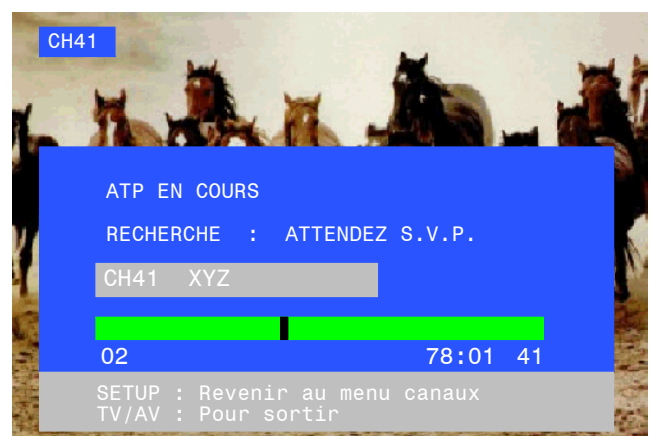 CH41
ATP EN COURS
RECHERCHE : ATTENDEZ S.V.P.
CH41 XYZ
02 78:01 41
SETUP : Revenir au menu canaux
TV/AV : Pour sortir